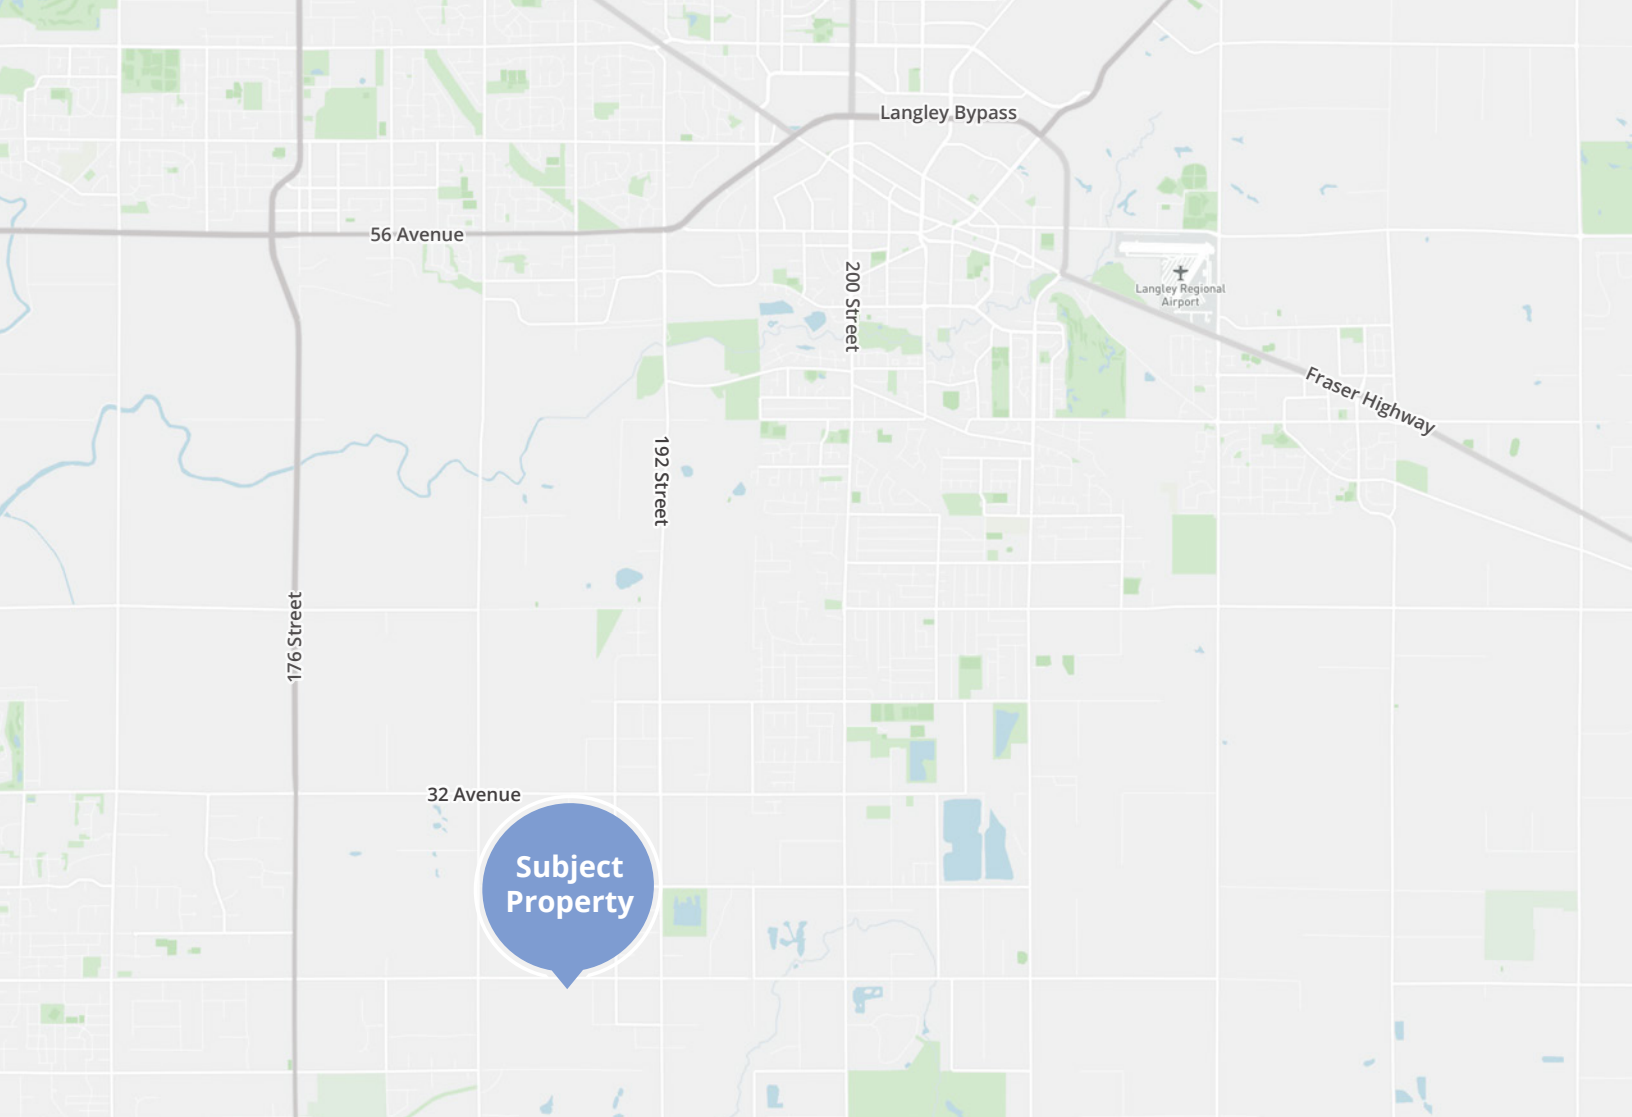 Langley Bypass
56 Avenue
200 Street
Langley Regional
Airport
Fraser Highway
192 Street
176 Street
32 Avenue
Subject
Property